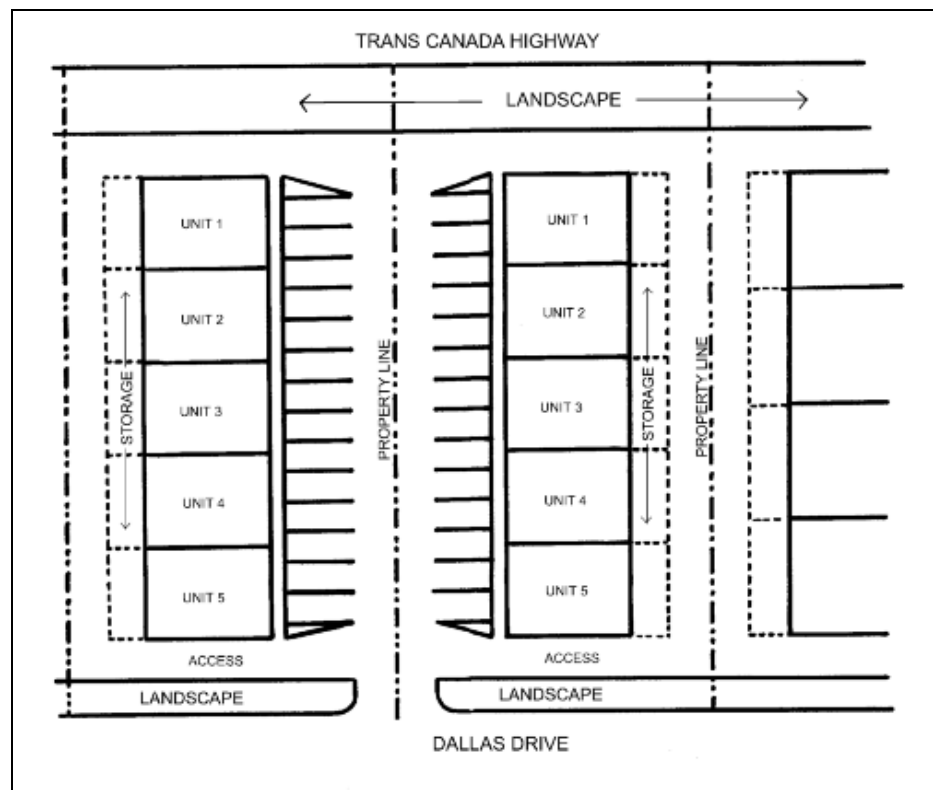 TRANS CANADA HIGHWAY
LANDSCAPE
UNIT 1
UNIT 2
UNIT 3
UNIT 4
UNIT 5
STORAGE
PROPERTY LINE
UNIT 1
UNIT 2
UNIT 3
UNIT 4
UNIT 5
STORAGE
PROPERTY LINE
ACCESS
ACCESS
LANDSCAPE
LANDSCAPE
DALLAS DRIVE